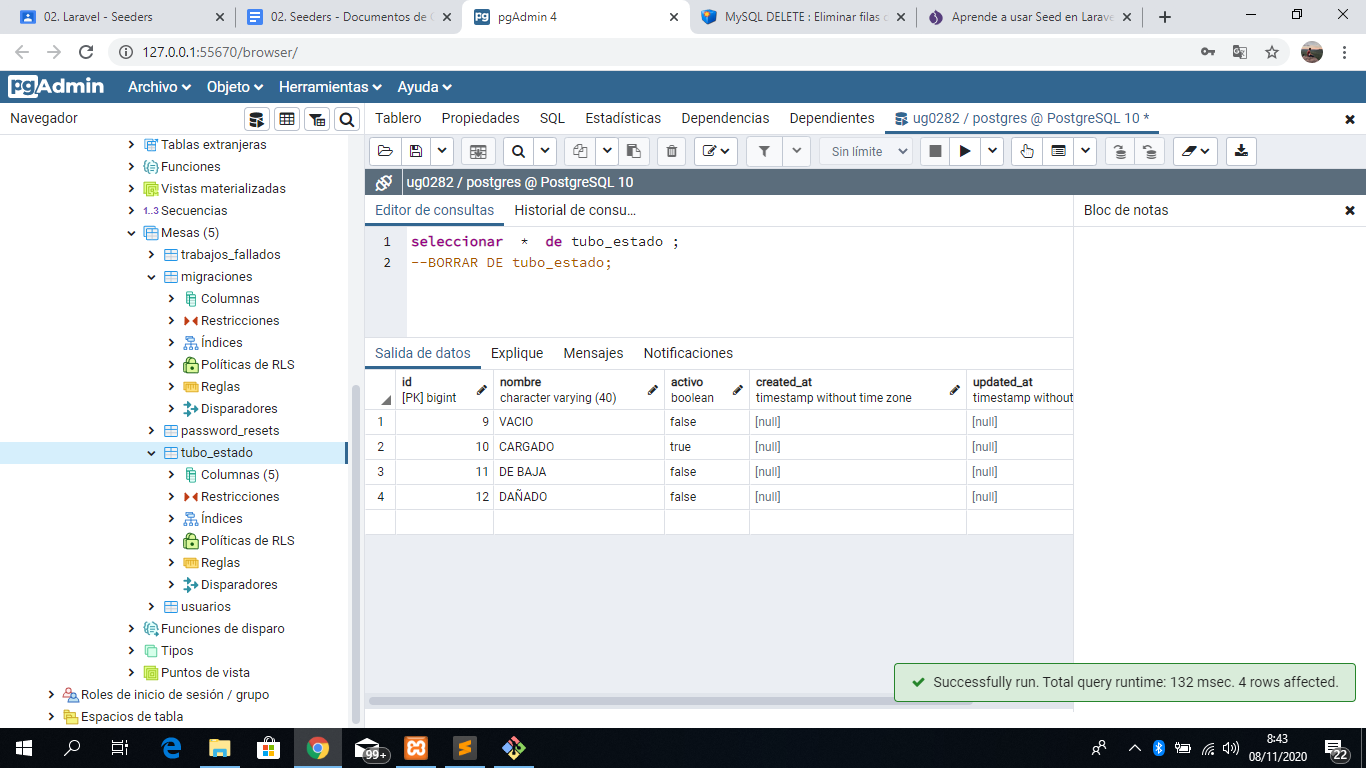 02. Laravel - Seeders
02. Seeders - Documentos de G
pgAdmin 4
MySQL DELETE : Eliminar filas
Aprende a usar Seed en Larave
127.0.0.1:55670/browser/
pgAdmin
Archivo
Objeto
Herramientas
Ayuda
Navegador
Tablero
Propiedades
SQL
Estadísticas
Dependencias
Dependientes
ug0282 / postgres @ PostgreSQL 10 *
Sin límite
ug0282 / postgres @ PostgreSQL 10
Editor de consultas
Historial de consu...
Bloc de notas
1 seleccionar * de tubo_estado ;
2 --BORRAR DE tubo_estado;
Tablas extranjeras
Funciones
Vistas materializadas
1..3 Secuencias
Mesas (5)
trabajos_fallados
migraciones
Columnas
Restricciones
Índices
Políticas de RLS
Reglas
Disparadores
password_resets
tubo_estado
Columnas (5)
Restricciones
Índices
Políticas de RLS
Reglas
Disparadores
usuarios
Funciones de disparo
Tipos
Puntos de vista
Roles de inicio de sesión / grupo
Espacios de tabla
Salida de datos
Explique
Mensajes
Notificaciones
id nombre activo created_at updated_at
[PK] bigint character varying (40) boolean timestamp without time zone timestamp without
1 9 VACIO false [null] [null]
2 10 CARGADO true [null] [null]
3 11 DE BAJA false [null] [null]
4 12 DAÑADO false [null] [null]
Successfully run. Total query runtime: 132 msec. 4 rows affected.
99+
8:43
08/11/2020
22